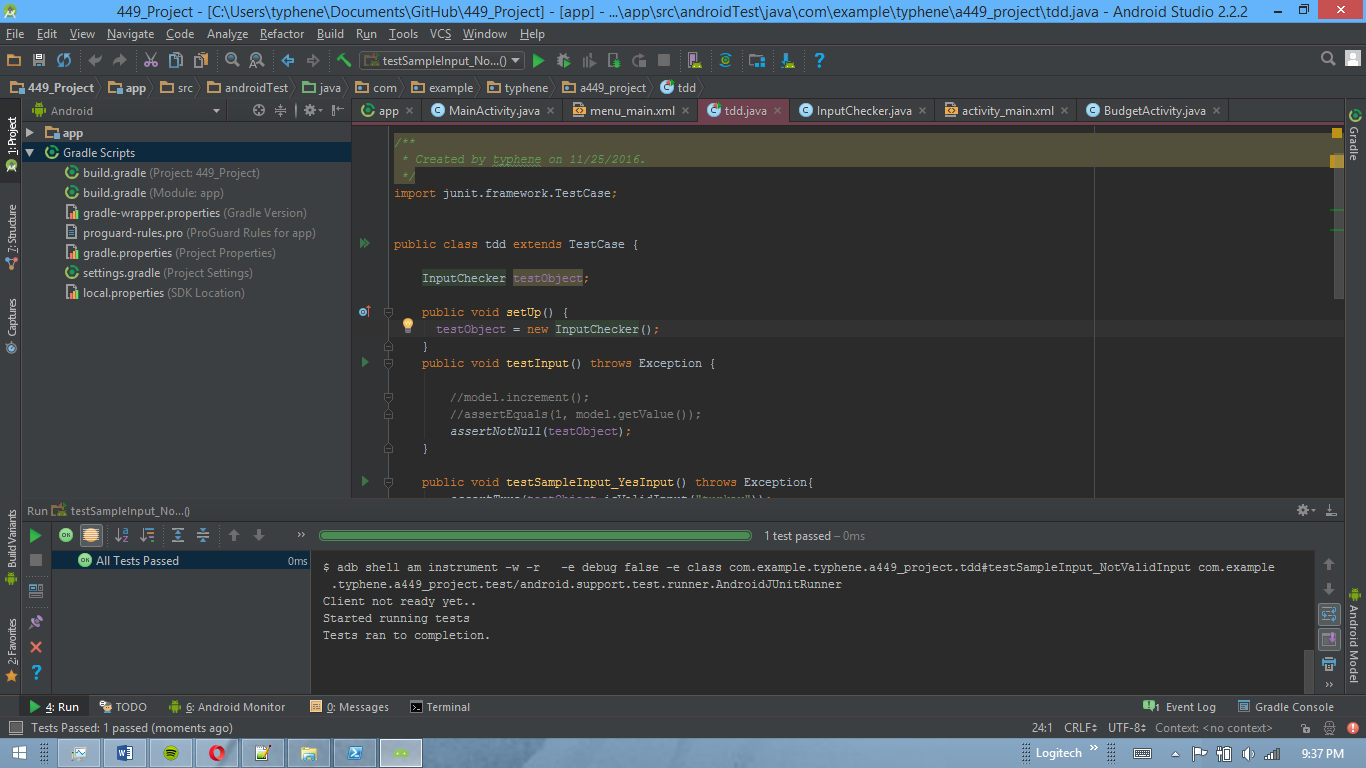 449_Project - [C:\Users\typhene\Documents\GitHub\449_Project] - [app] - ...\app\src\androidTest\java\com\example\typhene\a449_project\tdd.java - Android Studio 2.2.2
File Edit View Navigate Code Analyze Refactor Build Run Tools VCS Window Help
testSampleInput_No...()
449_Project app src androidTest java com example typhene a449_project tdd
Android
app MainActivity.java menu_main.xml tdd.java InputChecker.java activity_main.xml BudgetActivity.java
1: Project
7: Structure
Captures
Build Variants
2: Favorites
app
Gradle Scripts
build.gradle (Project: 449_Project)
build.gradle (Module: app)
gradle-wrapper.properties (Gradle Version)
proguard-rules.pro (ProGuard Rules for app)
gradle.properties (Project Properties)
settings.gradle (Project Settings)
local.properties (SDK Location)
/**
* Created by typhene on 11/25/2016.
*/
import junit.framework.TestCase;
public class tdd extends TestCase {
InputChecker testObject;
public void setUp() {
testObject = new InputChecker();
}
public void testInput() throws Exception {
//model.increment();
//assertEquals(1, model.getValue());
assertNotNull(testObject);
}
public void testSampleInput_YesInput() throws Exception{
Gradle
Android Model
Run testSampleInput_No...()
OK
1 test passed – 0ms
OK All Tests Passed 0ms
$ adb shell am instrument -w -r -e debug false -e class com.example.typhene.a449_project.tdd#testSampleInput_NotValidInput com.example
.typhene.a449_project.test/android.support.test.runner.AndroidJUnitRunner
Client not ready yet..
Started running tests
Tests ran to completion.
4: Run TODO 6: Android Monitor 0: Messages Terminal 1 Event Log Gradle Console
Tests Passed: 1 passed (moments ago) 24:1 CRLF UTF-8 Context: <no context>
Logitech 9:37 PM